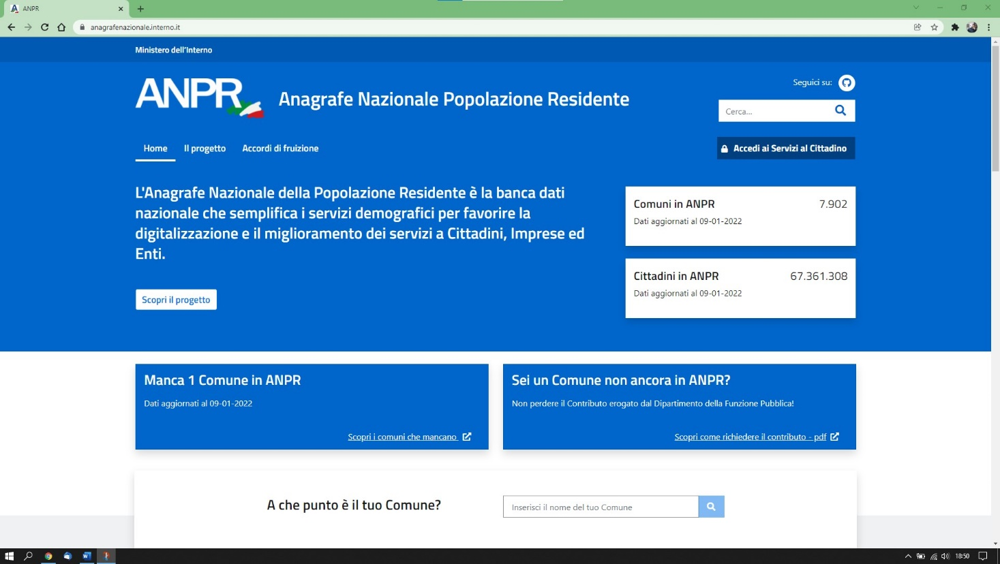 ANPR
anagrafenazionale.interno.it
Ministero dell'Interno
ANPR
Anagrafe Nazionale Popolazione Residente
Seguici su:
Cerca...
Home
Il progetto
Accordi di fruizione
Accedi ai Servizi al Cittadino
L'Anagrafe Nazionale della Popolazione Residente è la banca dati
nazionale che semplifica i servizi demografici per favorire la
digitalizzazione e il miglioramento dei servizi a Cittadini, Imprese ed
Enti.
Scopri il progetto
Comuni in ANPR 7.902
Dati aggiornati al 09-01-2022
Cittadini in ANPR 67.361.308
Dati aggiornati al 09-01-2022
Manca 1 Comune in ANPR
Dati aggiornati al 09-01-2022
Scopri i comuni che mancano
Sei un Comune non ancora in ANPR?
Non perdere il Contributo erogato dal Dipartimento della Funzione Pubblica!
Scopri come richiedere il contributo - pdf
A che punto è il tuo Comune?
Inserisci il nome del tuo Comune
18:50